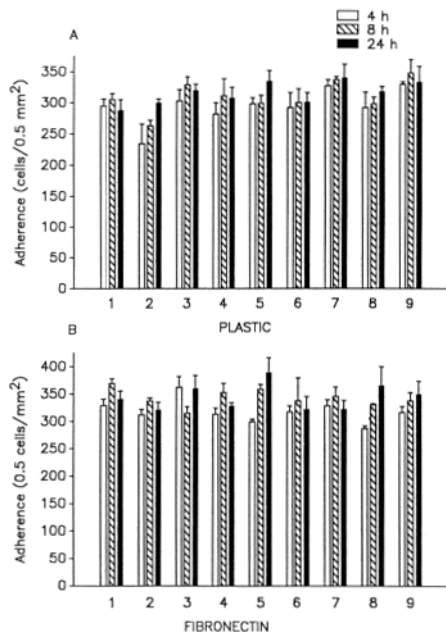 4 h
8 h
24 h
A
Adherence (cells/0.5 mm²)
350
300
250
200
150
100
50
0
1 2 3 4 5 6 7 8 9
PLASTIC
B
Adherence (0.5 cells/mm²)
400
350
300
250
200
150
100
50
0
1 2 3 4 5 6 7 8 9
FIBRONECTIN